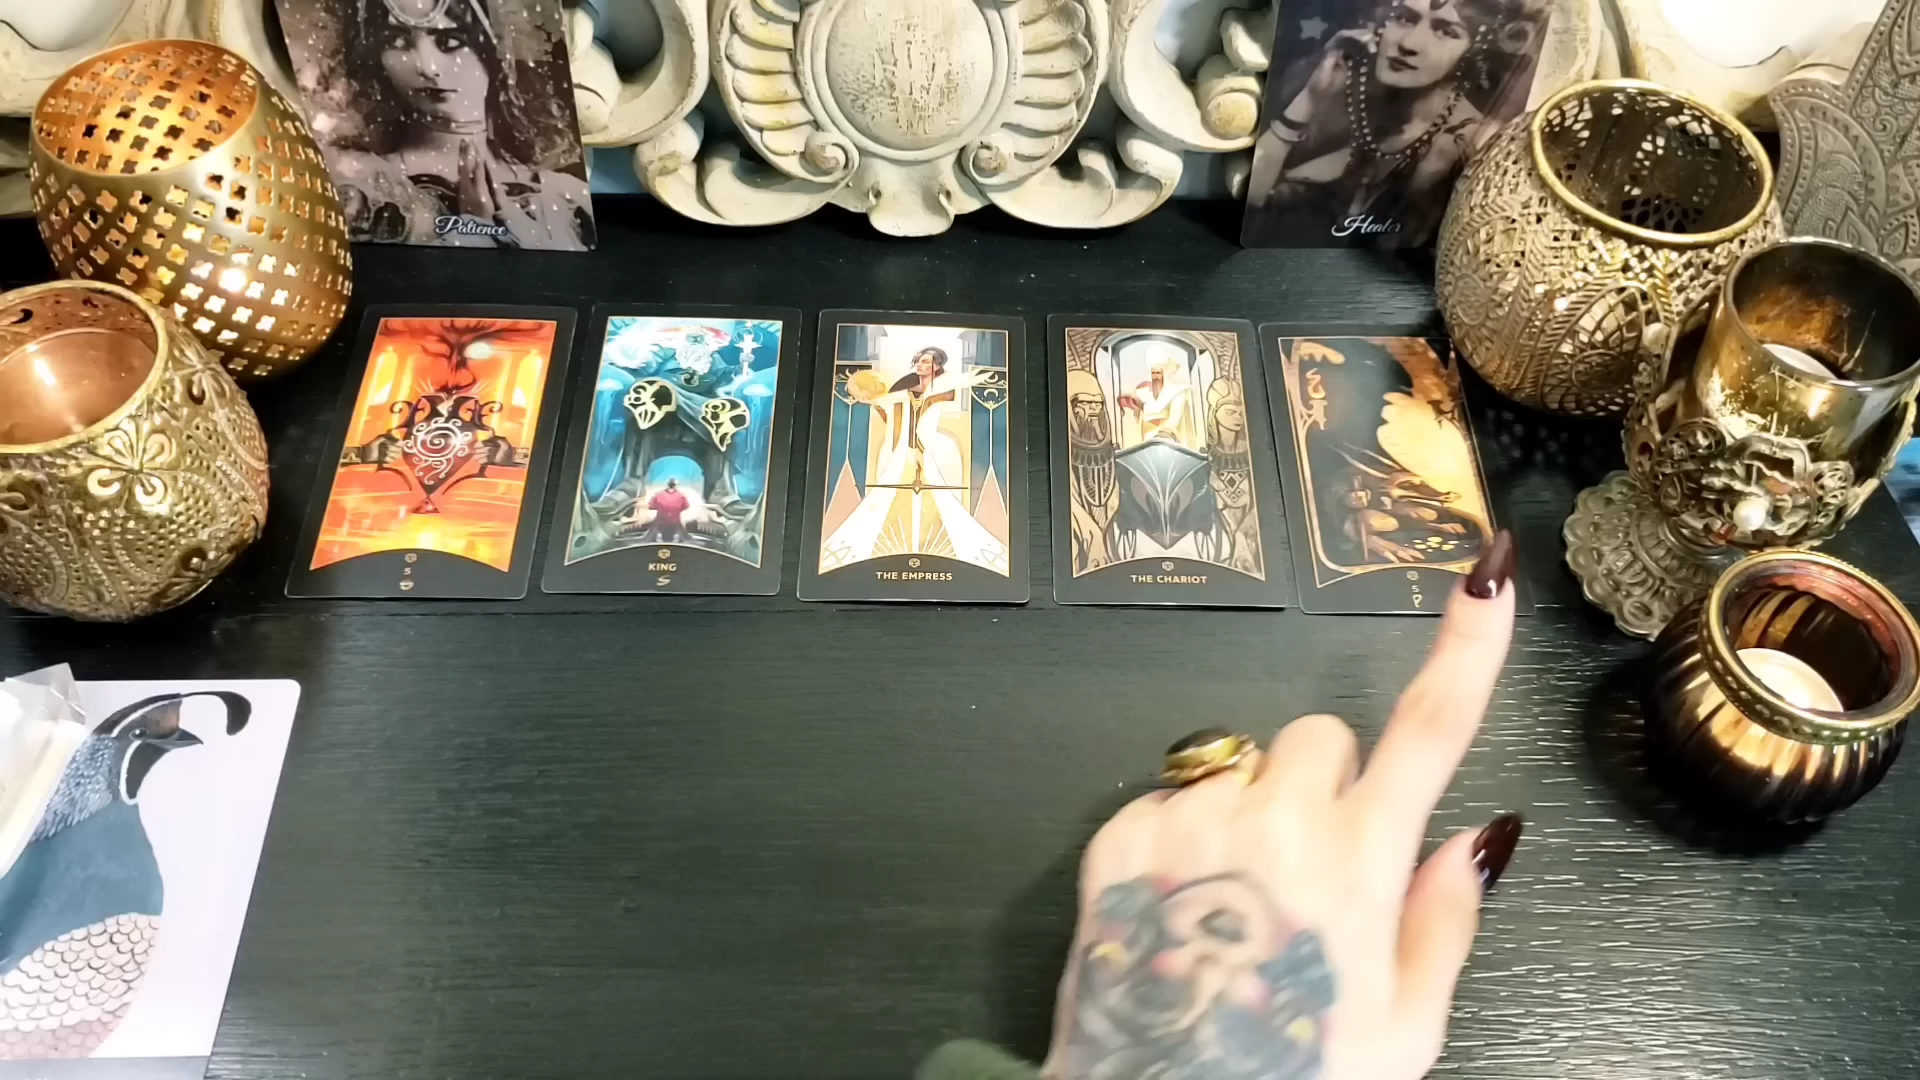 Patience
Healer
5
KING
THE EMPRESS
THE CHARIOT
5